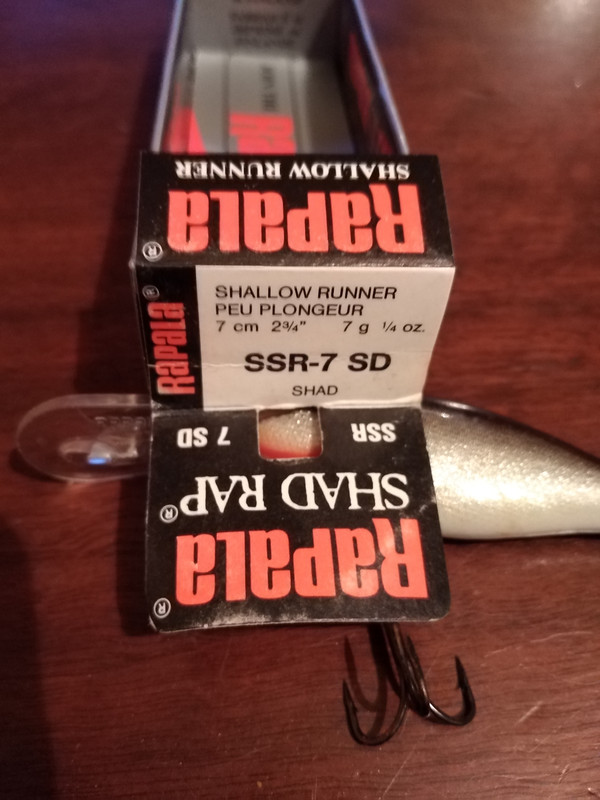 SHALLOW RUNNER
Rapala®
Rapala®
SHALLOW RUNNER
PEU PLONGEUR
7 cm 2¾" 7 g ¼ oz.
SSR-7 SD
SHAD
SSR 7 SD
SHAD RAP®
Rapala®